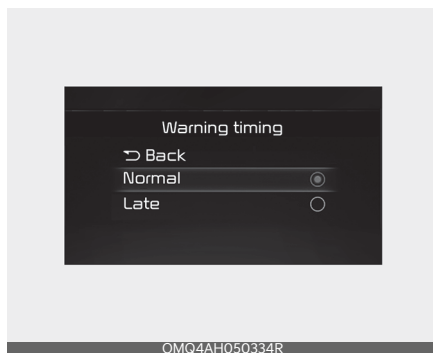 Warning timing
Back
Normal
Late
OMQ4AH050334R